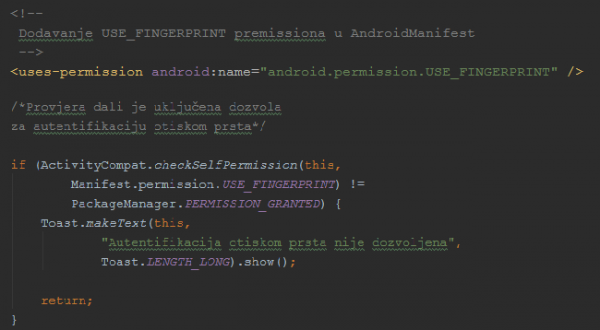 <!--
Dodavanje USE_FINGERPRINT premissiona u AndroidManifest
-->
<uses-permission android:name="android.permission.USE_FINGERPRINT" />
/*Provjera dali je uključena dozvola
za autentifikaciju otiskom prsta*/
if (ActivityCompat.checkSelfPermission(this,
Manifest.permission.USE_FINGERPRINT) !=
PackageManager.PERMISSION_GRANTED) {
Toast.makeText(this,
"Autentifikacija otiskom prsta nije dozvoljena",
Toast.LENGTH_LONG).show();
return;
}